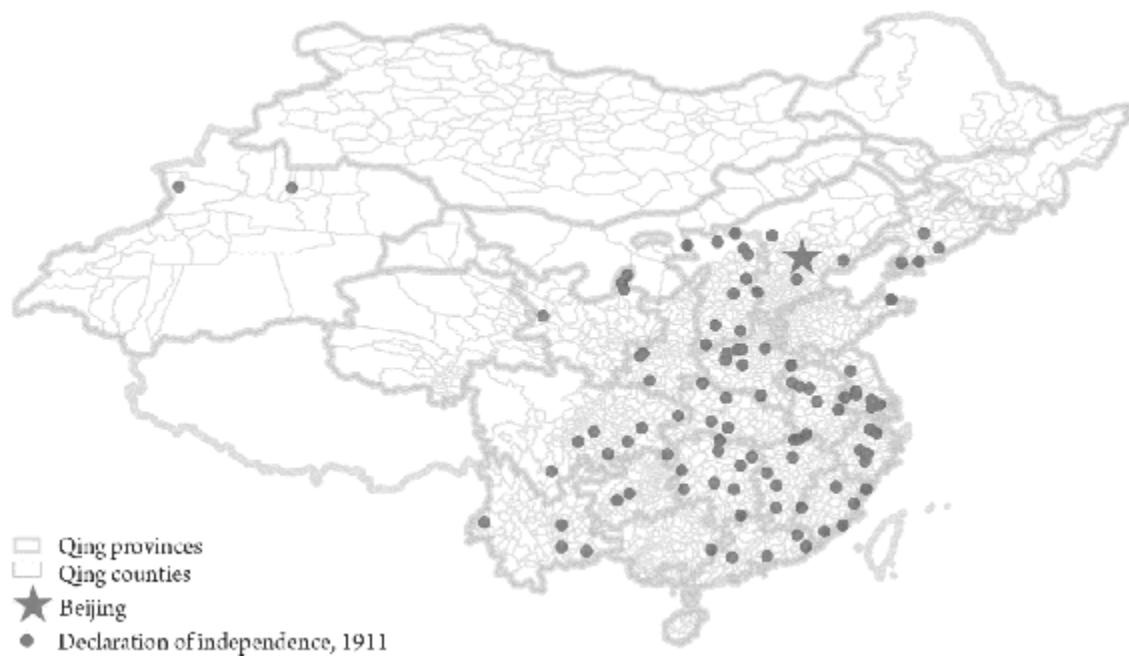 Qing provinces
Qing counties
Beijing
Declaration of independence, 1911